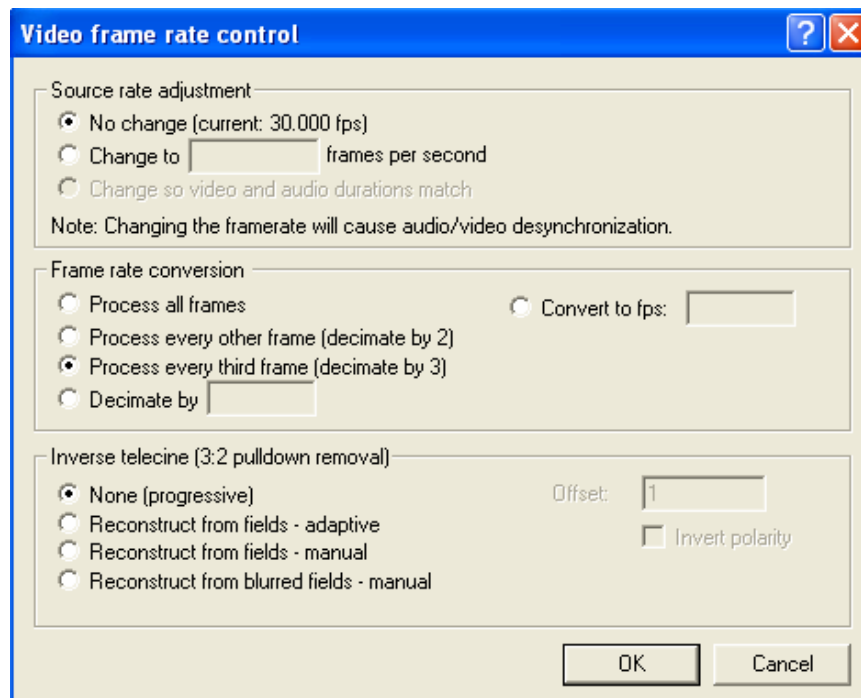 Video frame rate control
Source rate adjustment
No change (current: 30.000 fps)
Change to frames per second
Change so video and audio durations match
Note: Changing the framerate will cause audio/video desynchronization.
Frame rate conversion
Process all frames
Convert to fps:
Process every other frame (decimate by 2)
Process every third frame (decimate by 3)
Decimate by
Inverse telecine (3:2 pulldown removal)
None (progressive)
Offset: 1
Reconstruct from fields - adaptive
Invert polarity
Reconstruct from fields - manual
Reconstruct from blurred fields - manual
OK Cancel